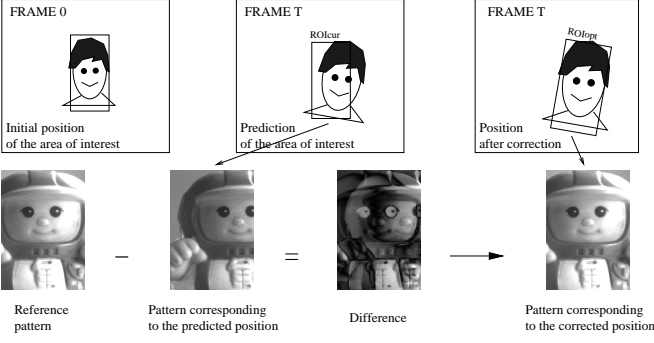 FRAME 0
Initial position
of the area of interest
FRAME T
ROIcur
Prediction
of the area of interest
FRAME T
ROIopt
Position
after correction
–
=
Reference
pattern
Pattern corresponding
to the predicted position
Difference
Pattern corresponding
to the corrected position